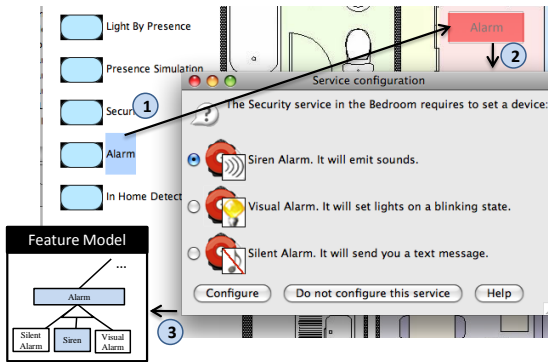 Light By Presence
Presence Simulation
Securi
Alarm
In Home Detect
1
Alarm
2
Service configuration
The Security service in the Bedroom requires to set a device:
Siren Alarm. It will emit sounds.
Visual Alarm. It will set lights on a blinking state.
Silent Alarm. It will send you a text message.
Configure
Do not configure this service
Help
3
Feature Model
...
Alarm
Silent Alarm
Siren
Visual Alarm